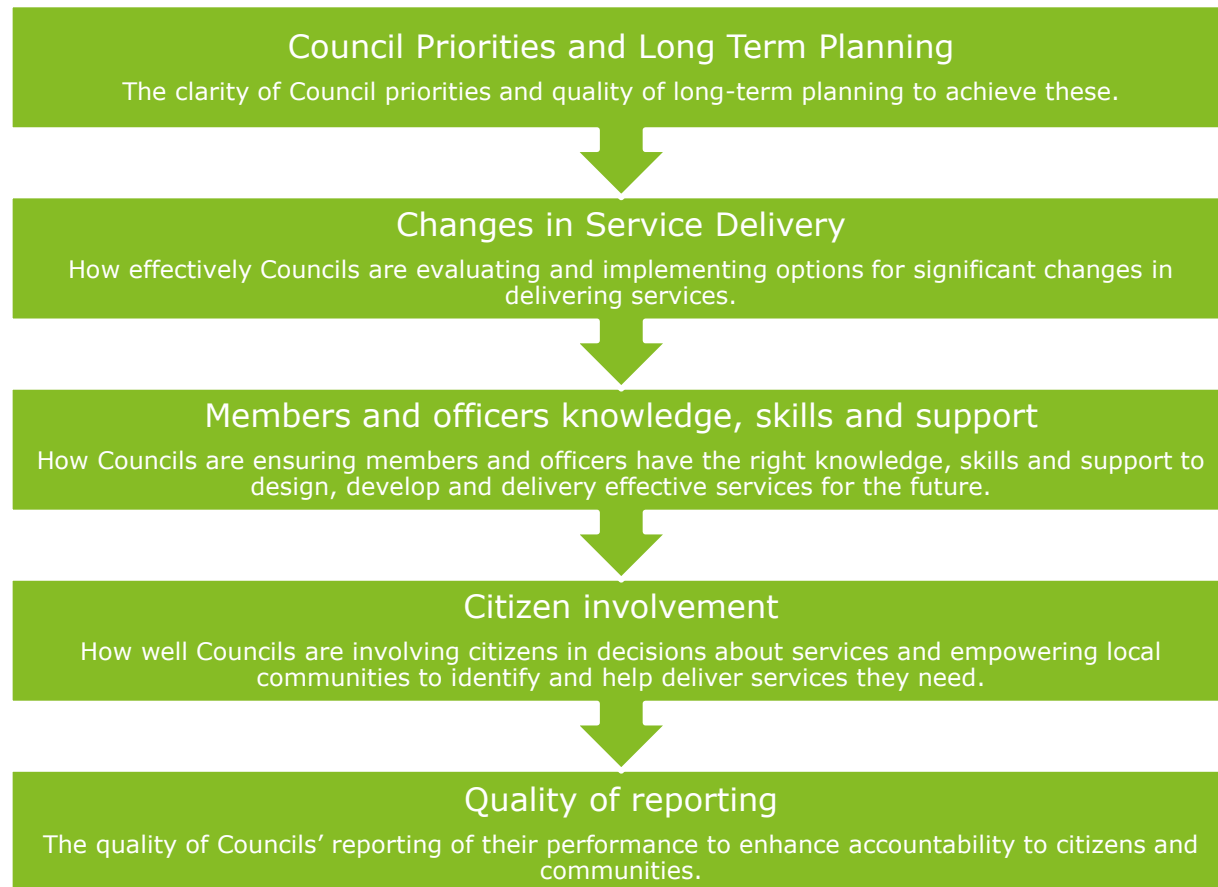 Council Priorities and Long Term Planning
The clarity of Council priorities and quality of long-term planning to achieve these.
Changes in Service Delivery
How effectively Councils are evaluating and implementing options for significant changes in
delivering services.
Members and officers knowledge, skills and support
How Councils are ensuring members and officers have the right knowledge, skills and support to
design, develop and delivery effective services for the future.
Citizen involvement
How well Councils are involving citizens in decisions about services and empowering local
communities to identify and help deliver services they need.
Quality of reporting
The quality of Councils’ reporting of their performance to enhance accountability to citizens and
communities.